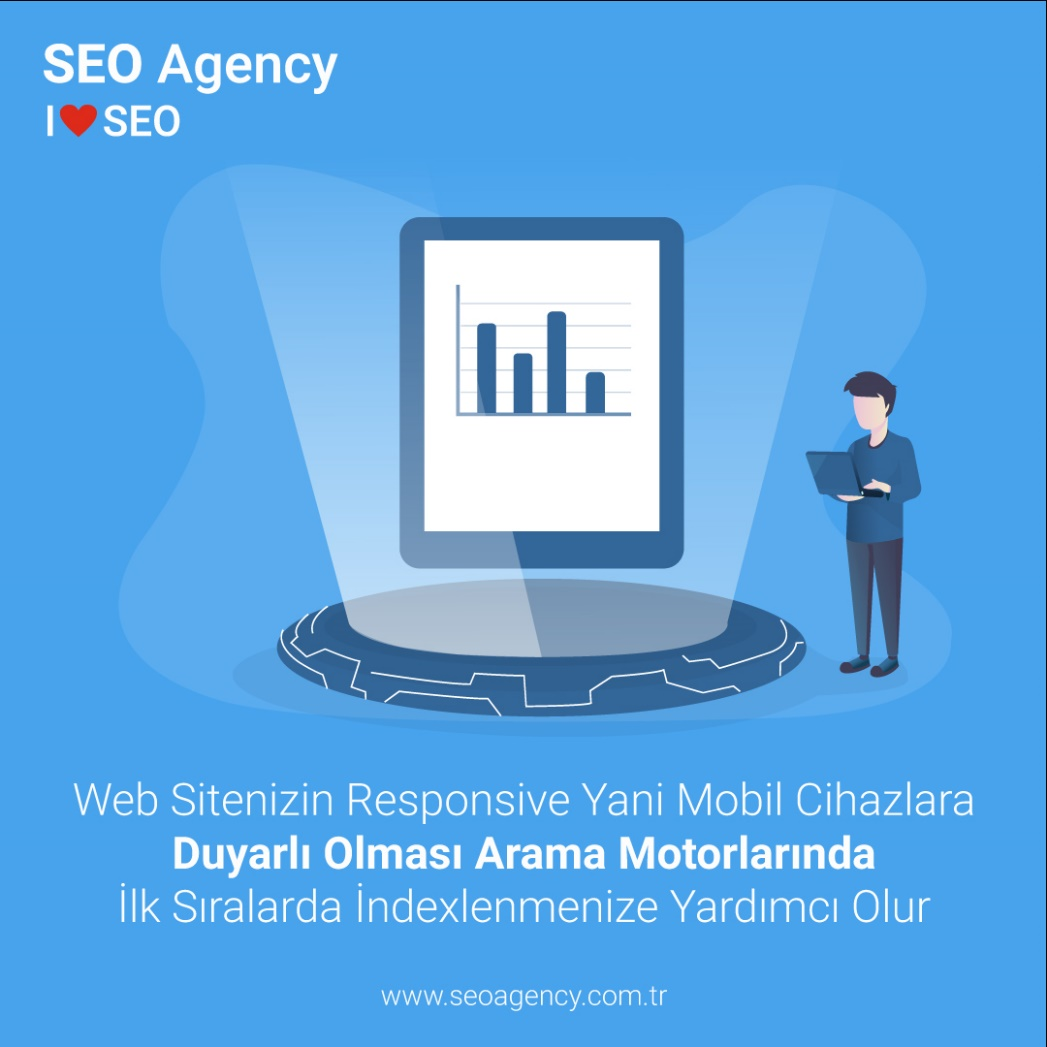 SEO Agency
I ❤ SEO
Web Sitenizin Responsive Yani Mobil Cihazlara
Duyarlı Olması Arama Motorlarında
İlk Sıralarda İndexlenmenize Yardımcı Olur
www.seoagency.com.tr